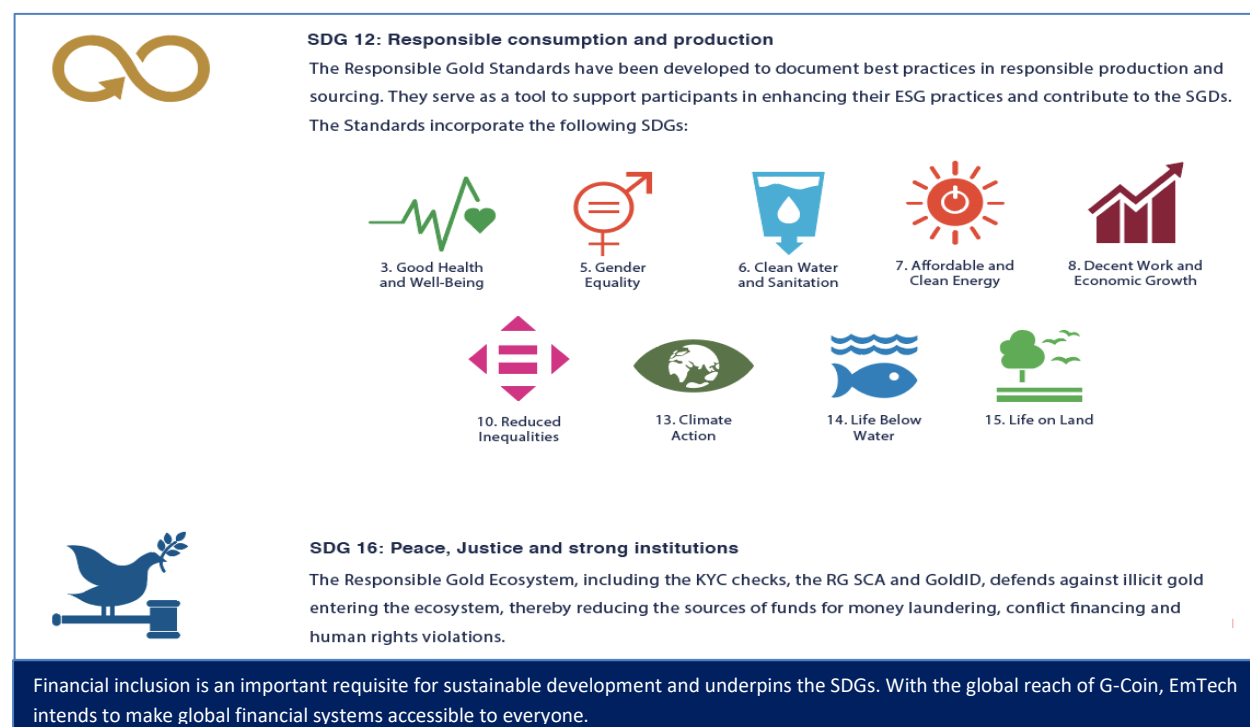 SDG 12: Responsible consumption and production
The Responsible Gold Standards have been developed to document best practices in responsible production and
sourcing. They serve as a tool to support participants in enhancing their ESG practices and contribute to the SGDs.
The Standards incorporate the following SDGs:
3. Good Health
and Well-Being
5. Gender
Equality
6. Clean Water
and Sanitation
7. Affordable and
Clean Energy
8. Decent Work and
Economic Growth
10. Reduced
Inequalities
13. Climate
Action
14. Life Below
Water
15. Life on Land
SDG 16: Peace, Justice and strong institutions
The Responsible Gold Ecosystem, including the KYC checks, the RG SCA and GoldID, defends against illicit gold
entering the ecosystem, thereby reducing the sources of funds for money laundering, conflict financing and
human rights violations.
Financial inclusion is an important requisite for sustainable development and underpins the SDGs. With the global reach of G-Coin, EmTech
intends to make global financial systems accessible to everyone.